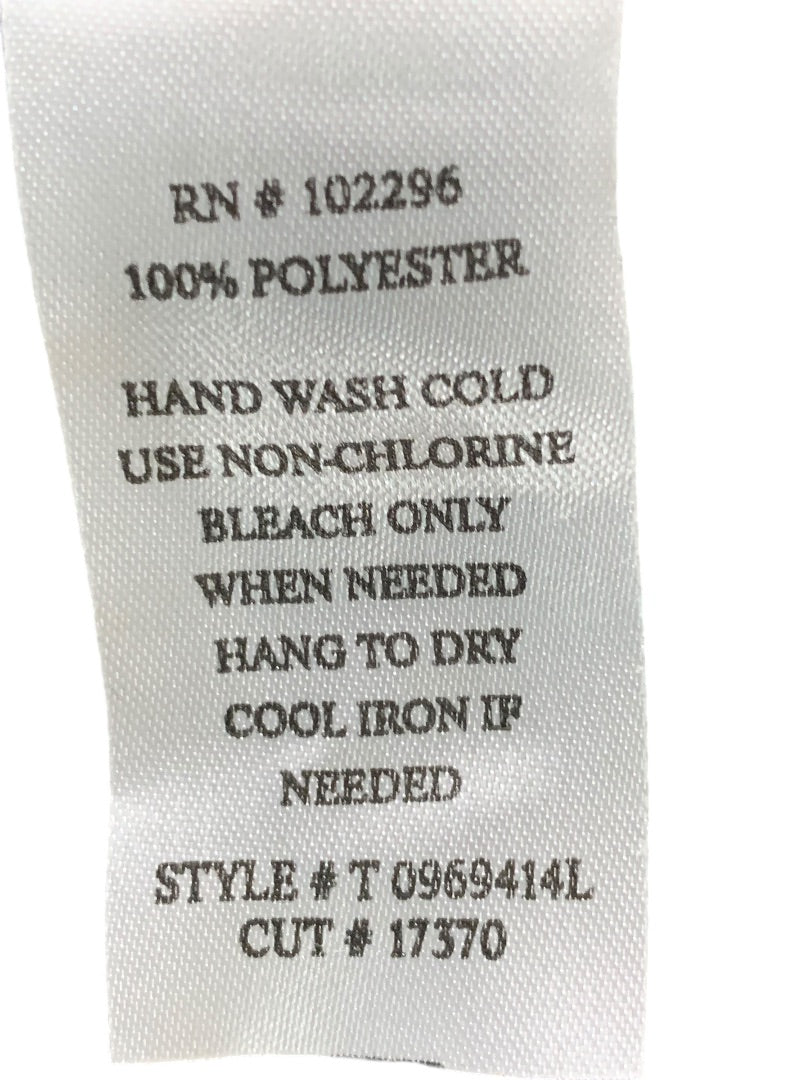 RN # 102296
100% POLYESTER
HAND WASH COLD
USE NON-CHLORINE
BLEACH ONLY
WHEN NEEDED
HANG TO DRY
COOL IRON IF
NEEDED
STYLE # T 0969414L
CUT # 17370